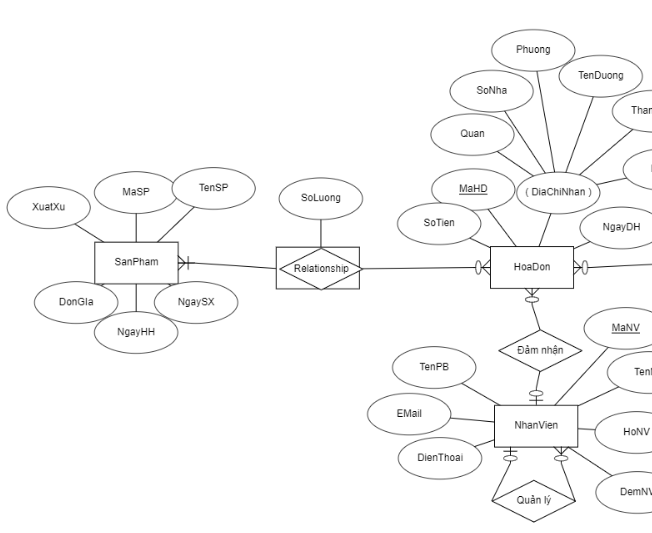 Phuong
TenDuong
SoNha
Quan
MaHD
( DiaChiNhan )
SoTien
NgayDH
XuatXu
MaSP
TenSP
SoLuong
SanPham
Relationship
HoaDon
DonGIa
NgaySX
NgayHH
Đảm nhận
MaNV
TenPB
EMail
NhanVien
HoNV
DienThoai
Quản lý
DemNV